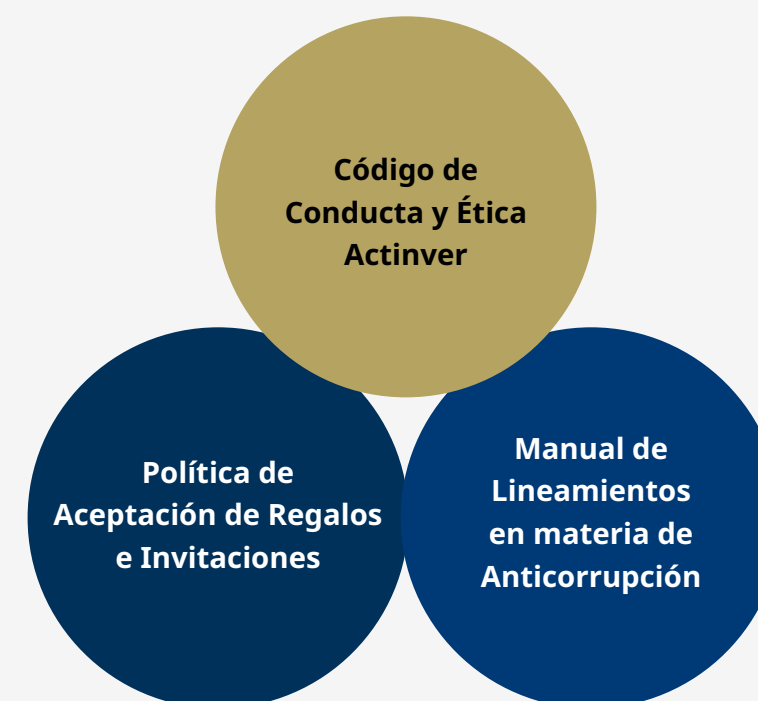 Código de
Conducta y Ética
Actinver
Política de
Aceptación de Regalos
e Invitaciones
Manual de
Lineamientos
en materia de
Anticorrupción